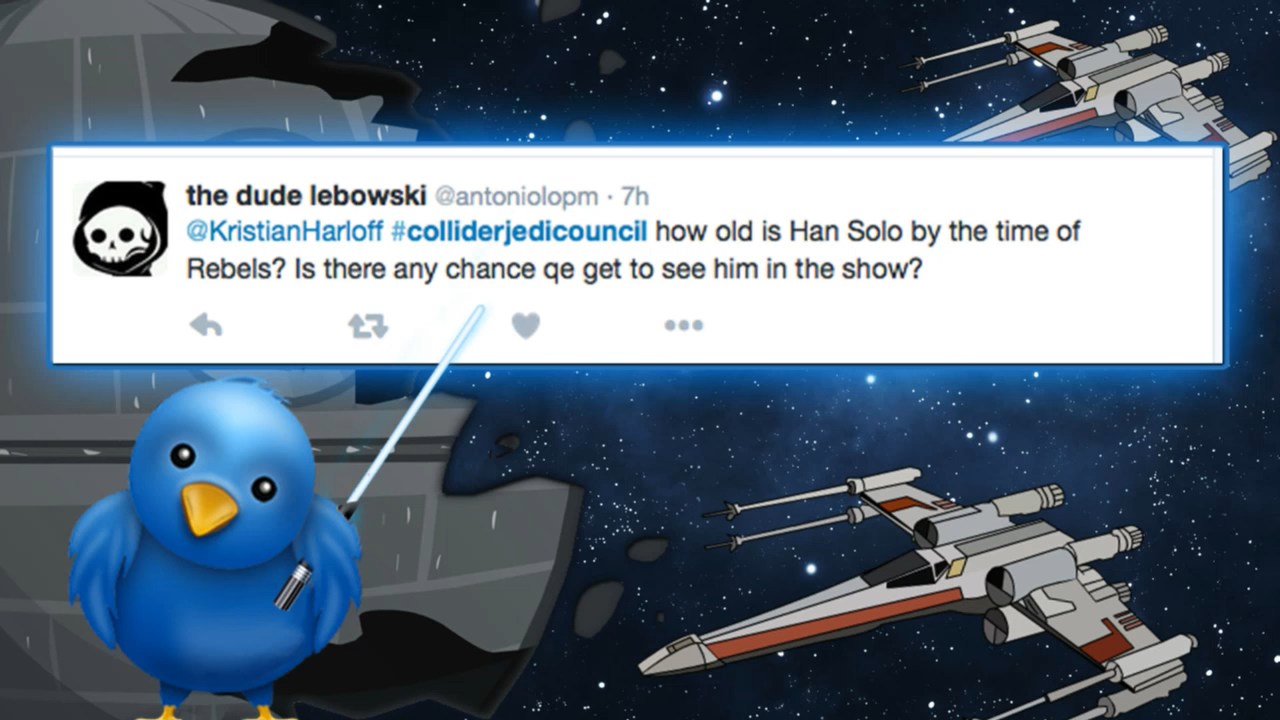 the dude lebowski @antoniolopm · 7h
@KristianHarloff #colliderjedicouncil how old is Han Solo by the time of
Rebels? Is there any chance qe get to see him in the show?